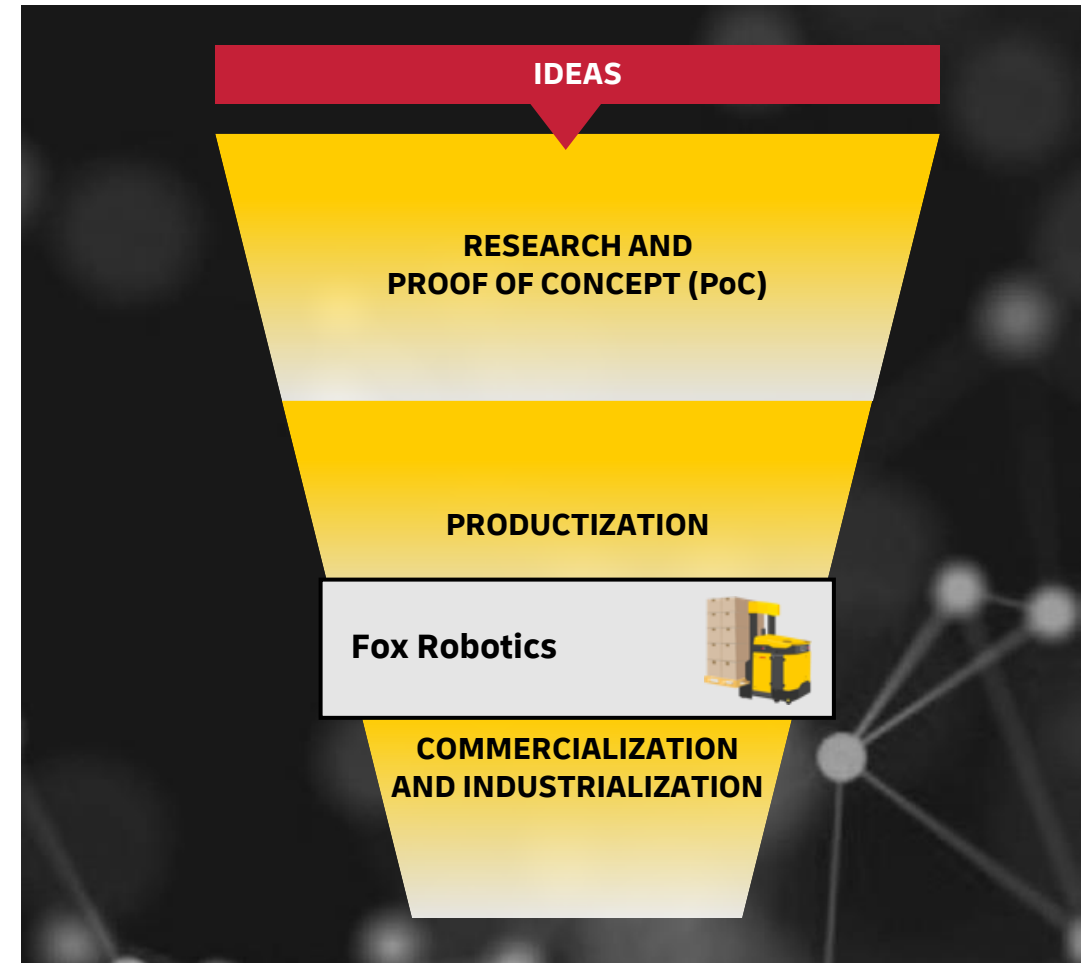 IDEAS
RESEARCH AND
PROOF OF CONCEPT (PoC)
PRODUCTIZATION
Fox Robotics
COMMERCIALIZATION
AND INDUSTRIALIZATION